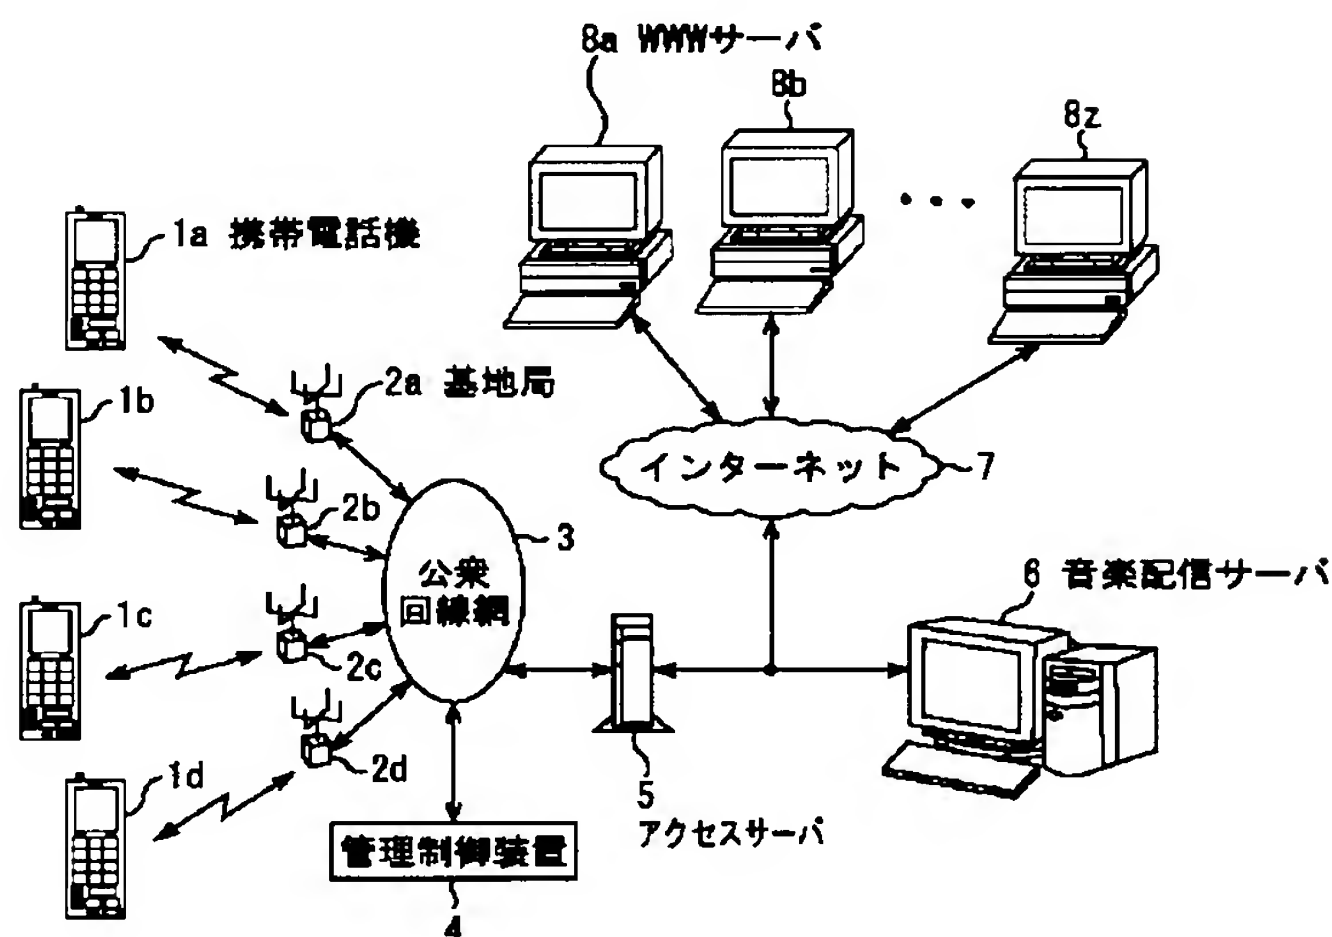 8a WWWサーバ
8b
8z
1a 携帯電話機
2a 基地局
1b
インターネット
7
2b
3
公衆
回線網
6 音楽配信サーバ
1c
2c
1d
2d
5
アクセスサーバ
管理制御装置
4